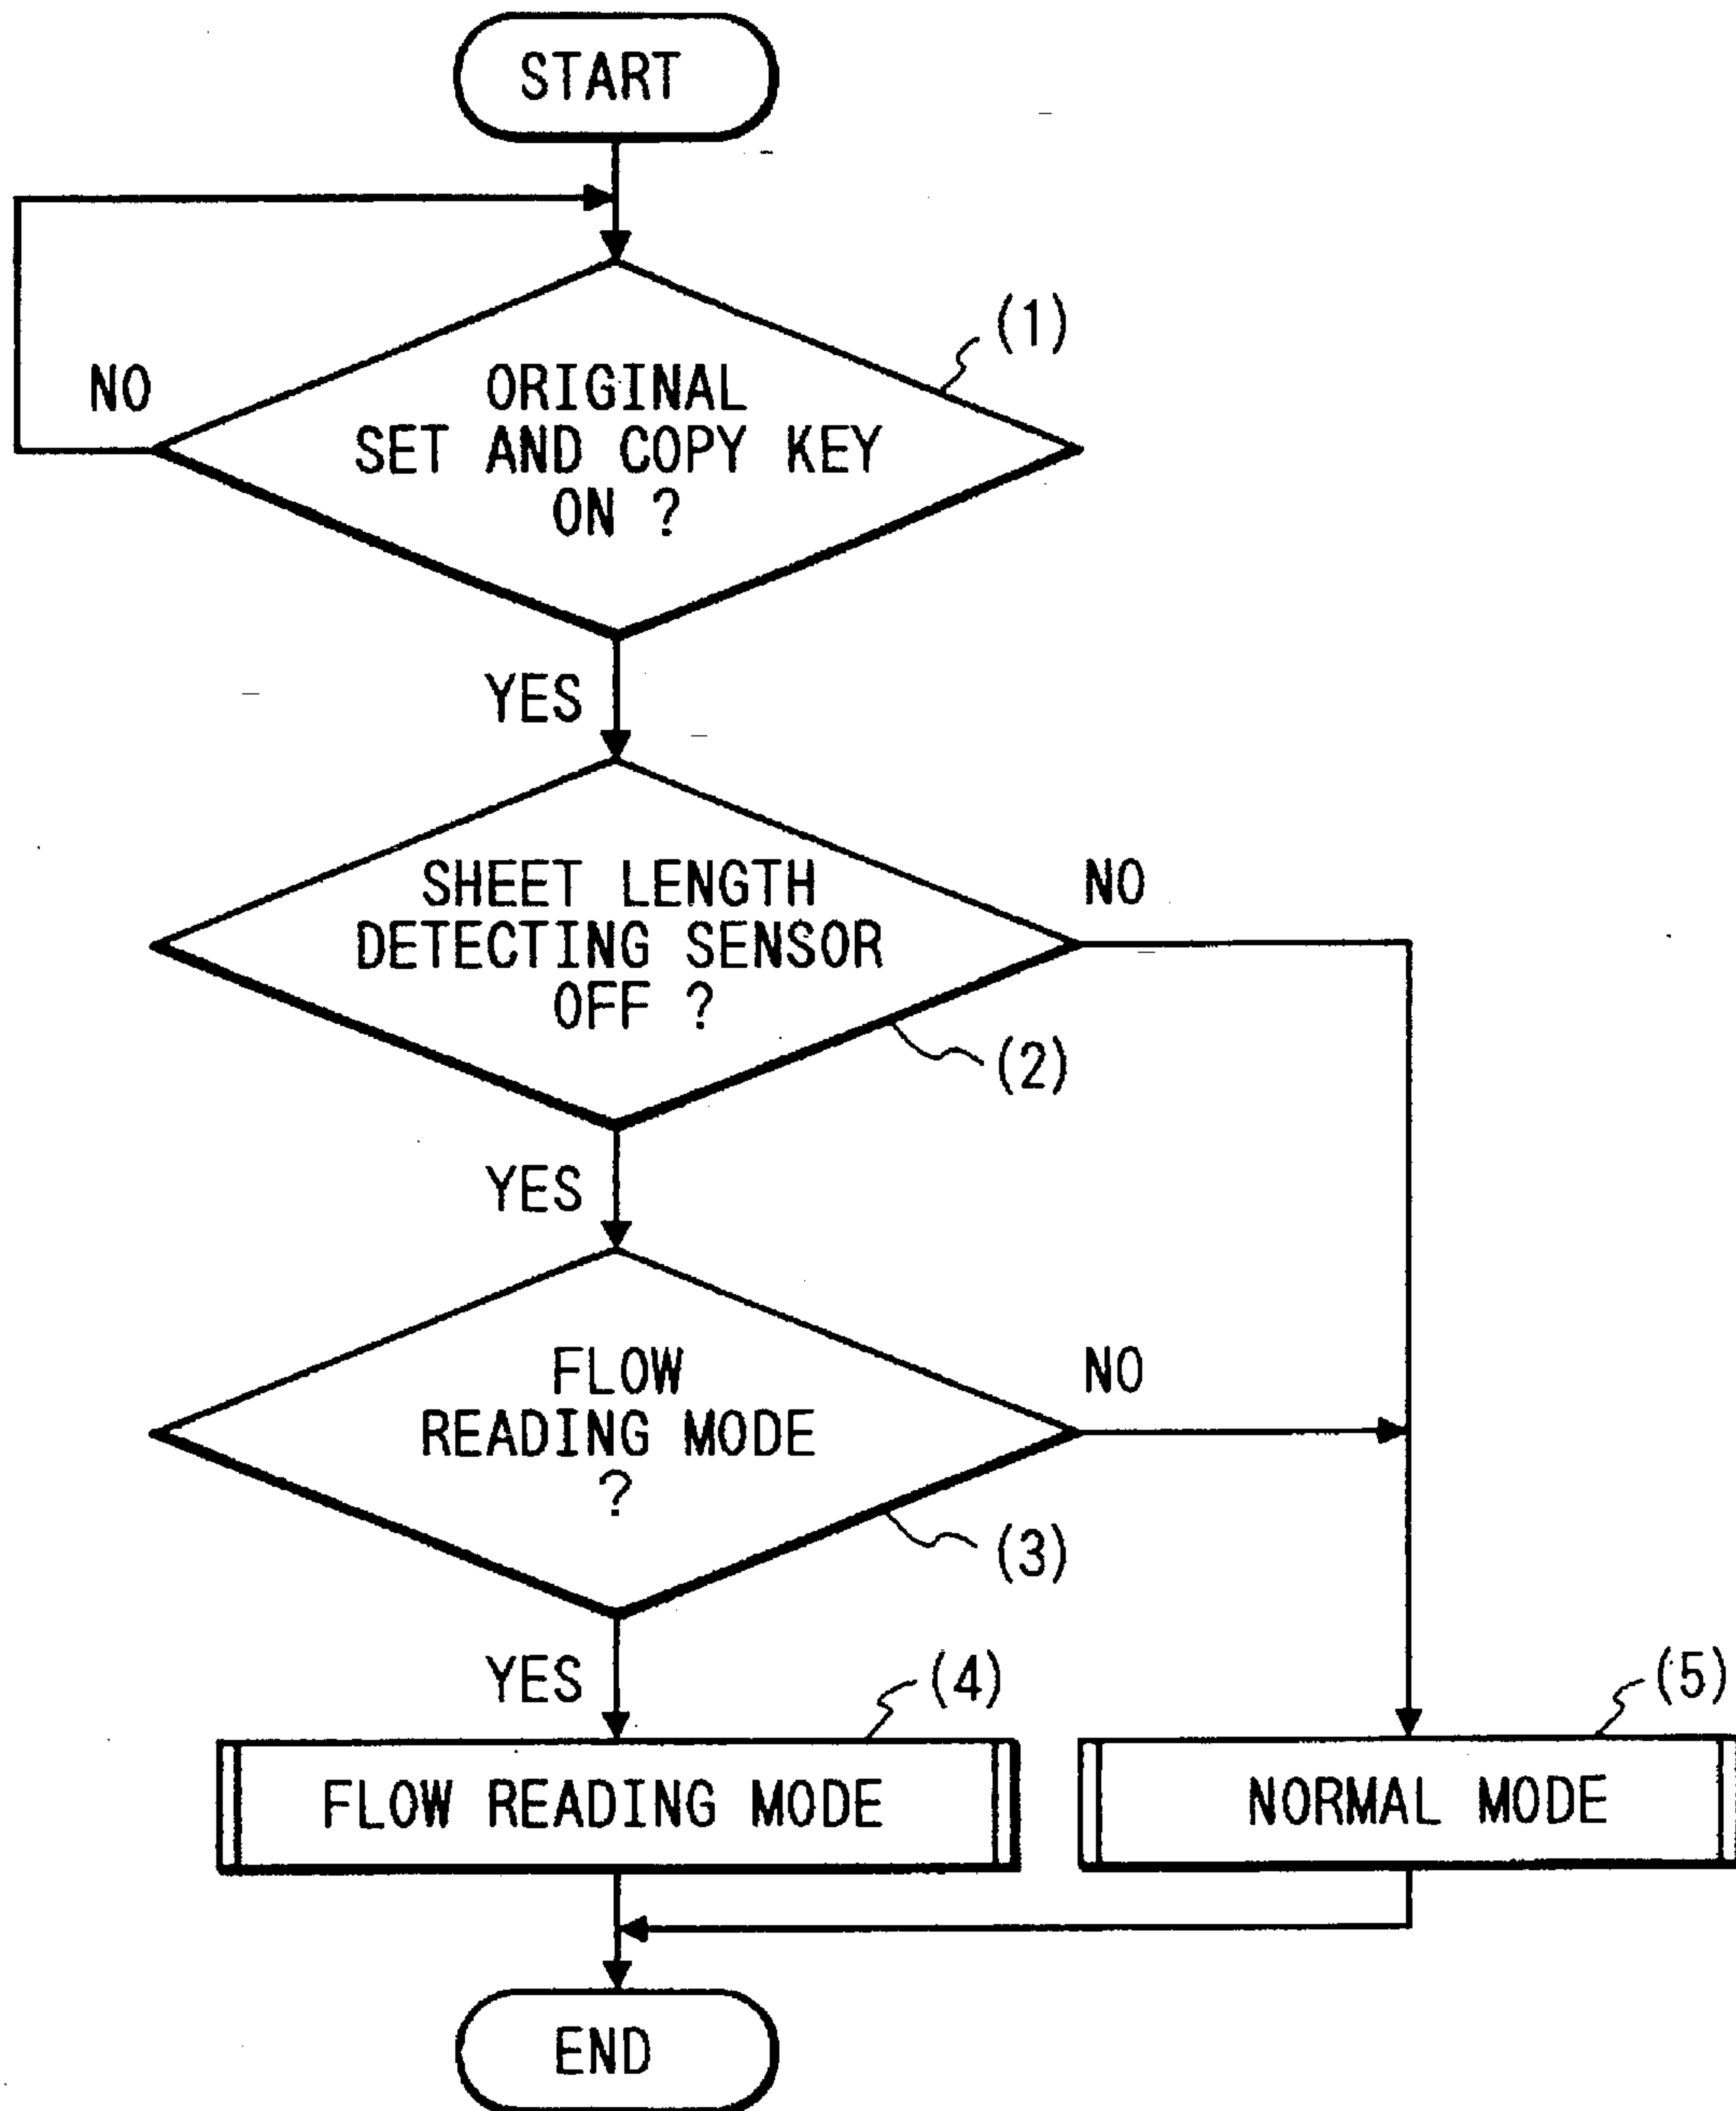 START
(1)
NO
ORIGINAL
SET AND COPY KEY
ON ?
YES
SHEET LENGTH
DETECTING SENSOR
OFF ?
NO
(2)
YES
FLOW
READING MODE
?
NO
(3)
YES
(4)
(5)
FLOW READING MODE
NORMAL MODE
END